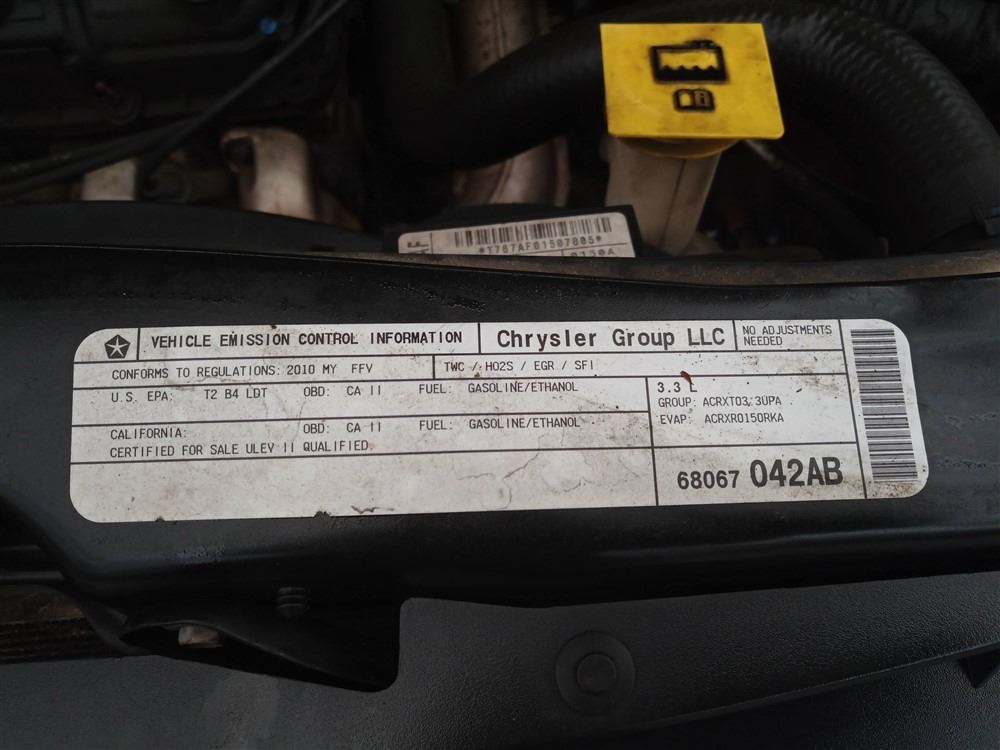 *T767AF01507805*
0150A
VEHICLE EMISSION CONTROL INFORMATION
Chrysler Group LLC
NO ADJUSTMENTS
NEEDED
CONFORMS TO REGULATIONS: 2010 MY FFV
TWC / HO2S / EGR / SFI
U.S. EPA: T2 B4 LDT OBD: CA II FUEL: GASOLINE/ETHANOL
CALIFORNIA: OBD: CA II FUEL: GASOLINE/ETHANOL
CERTIFIED FOR SALE ULEV II QUALIFIED.
3.3 L
GROUP: ACRXT03.3UPA
EVAP: ACRXR0150RKA
68067 042AB